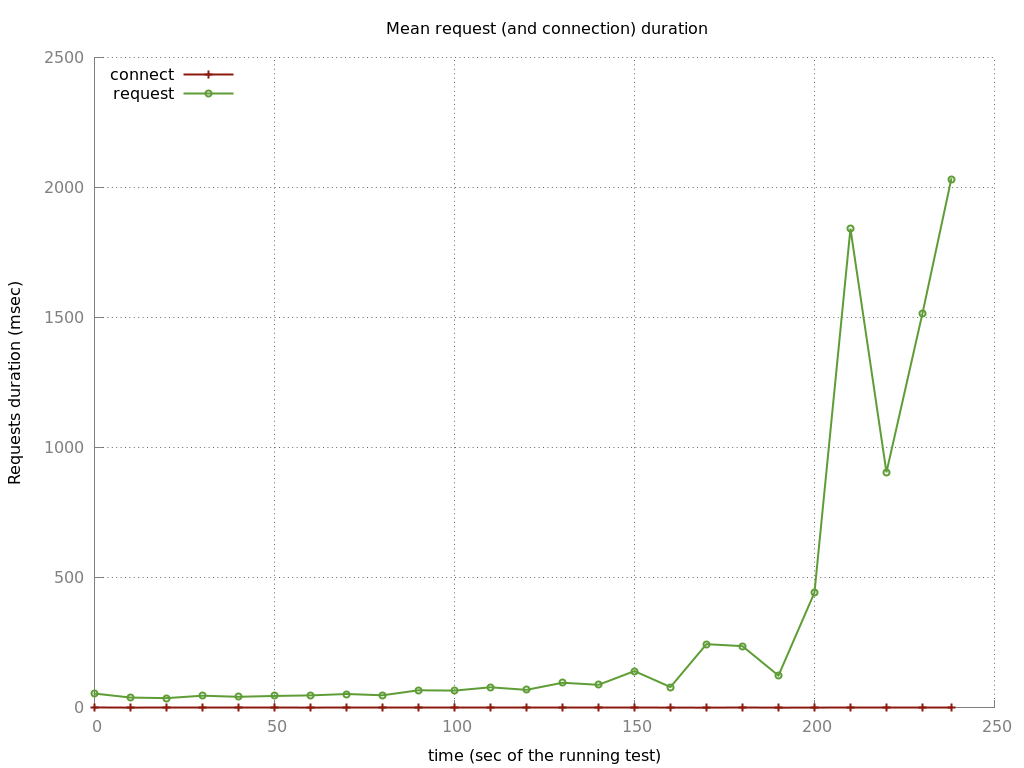 Mean request (and connection) duration
2500
connect
request
2000
1500
1000
500
0
Requests duration (msec)
0 50 100 150 200 250
time (sec of the running test)